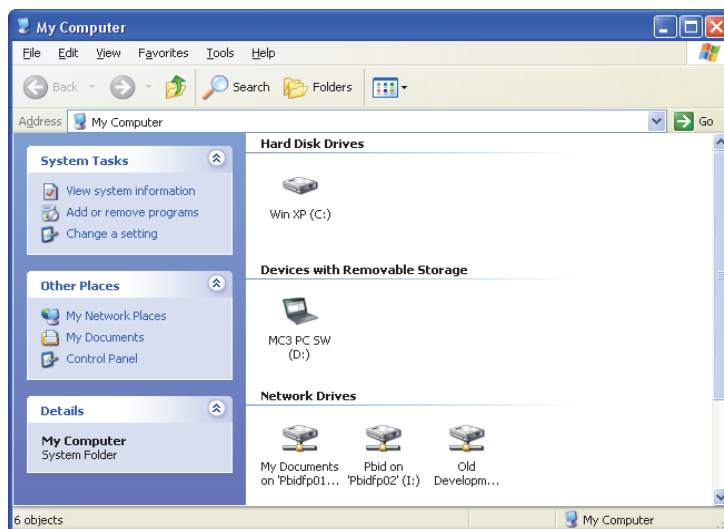 My Computer
File Edit View Favorites Tools Help
Back Search Folders
Address My Computer Go
System Tasks
View system information
Add or remove programs
Change a setting
Other Places
My Network Places
My Documents
Control Panel
Details
My Computer
System Folder
Hard Disk Drives
Win XP (C:)
Devices with Removable Storage
MC3 PC SW
(D:)
Network Drives
My Documents Pbid on Old
on 'Pbidfp01... 'Pbidfp02' (I:) Developm...
6 objects My Computer